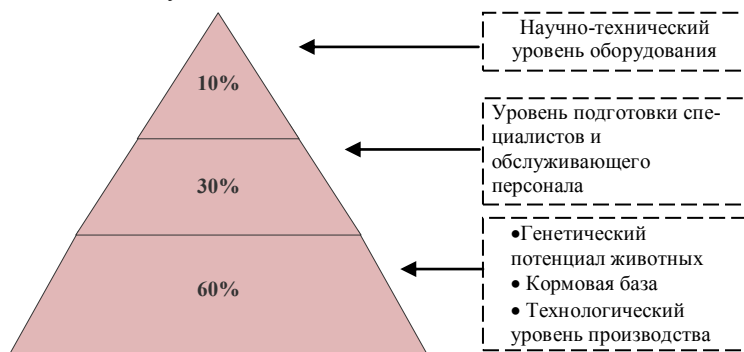 Научно-технический
уровень оборудования
10%
Уровень подготовки спе-
циалистов и
обслуживающего
персонала
30%
•Генетический
потенциал животных
• Кормовая база
• Технологический
уровень производства
60%